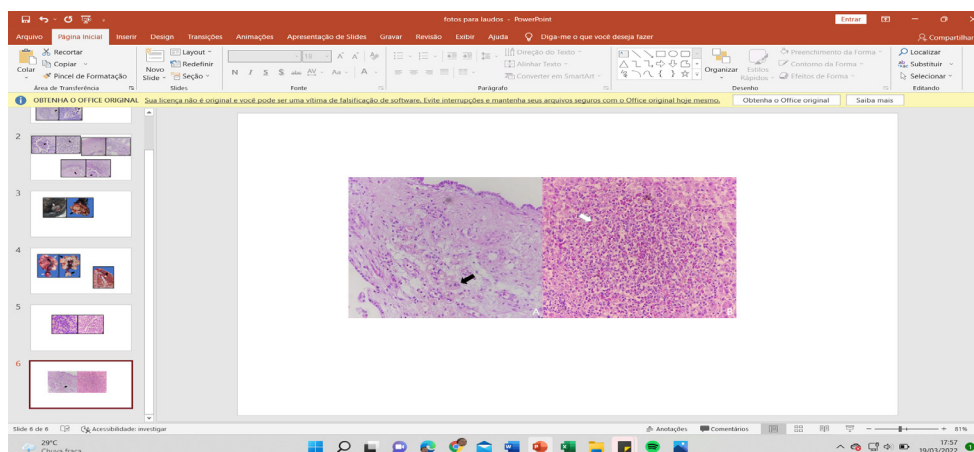 fotos para laudos - PowerPoint
Entrar
Arquivo Página Inicial Inserir Design Transições Animações Apresentação de Slides Gravar Revisão Exibir Ajuda Diga-me o que você deseja fazer Compartilhar
Colar
Recortar
Copiar
Pincel de Formatação
Área de Transferência
Novo Slide
Layout
Redefinir
Seção
Slides
18
N I S S
Aa
A
Fonte
Direção do Texto
Alinhar Texto
Converter em SmartArt
Parágrafo
Organizar
Estilos Rápidos
Preenchimento da Forma
Contorno da Forma
Efeitos de Forma
Desenho
Localizar
Substituir
Selecionar
Editando
OBTENHA O OFFICE ORIGINAL Sua licença não é original e você pode ser uma vítima de falsificação de software. Evite interrupções e mantenha seus arquivos seguros com o Office original hoje mesmo. Obtenha o Office original Saiba mais
2
3
4
5
6
A
B
Slide 6 de 6 Acessibilidade: investigar Anotações Comentários 81%
29°C
Chuva fraca
17:57
19/03/2022